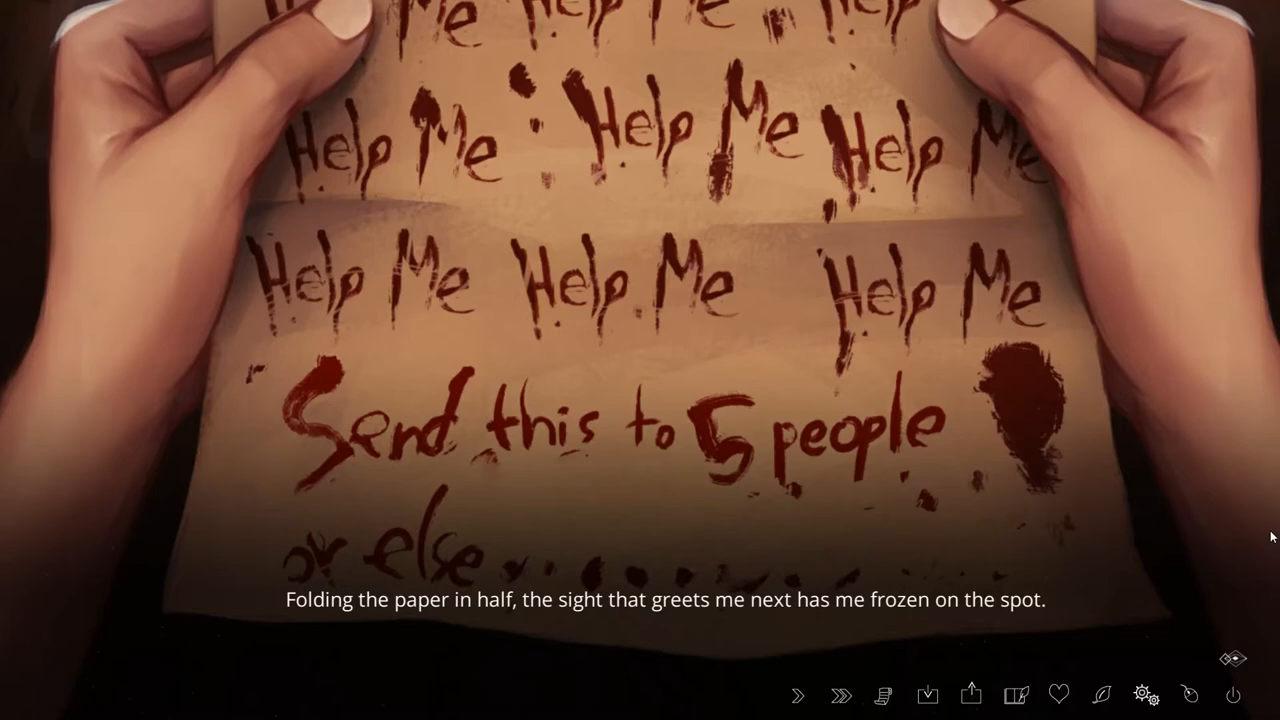 Me Help Me Help
Help Me Help Me Help Me
Help Me Help Me Help Me
Send this to 5 people
or else........
Folding the paper in half, the sight that greets me next has me frozen on the spot.